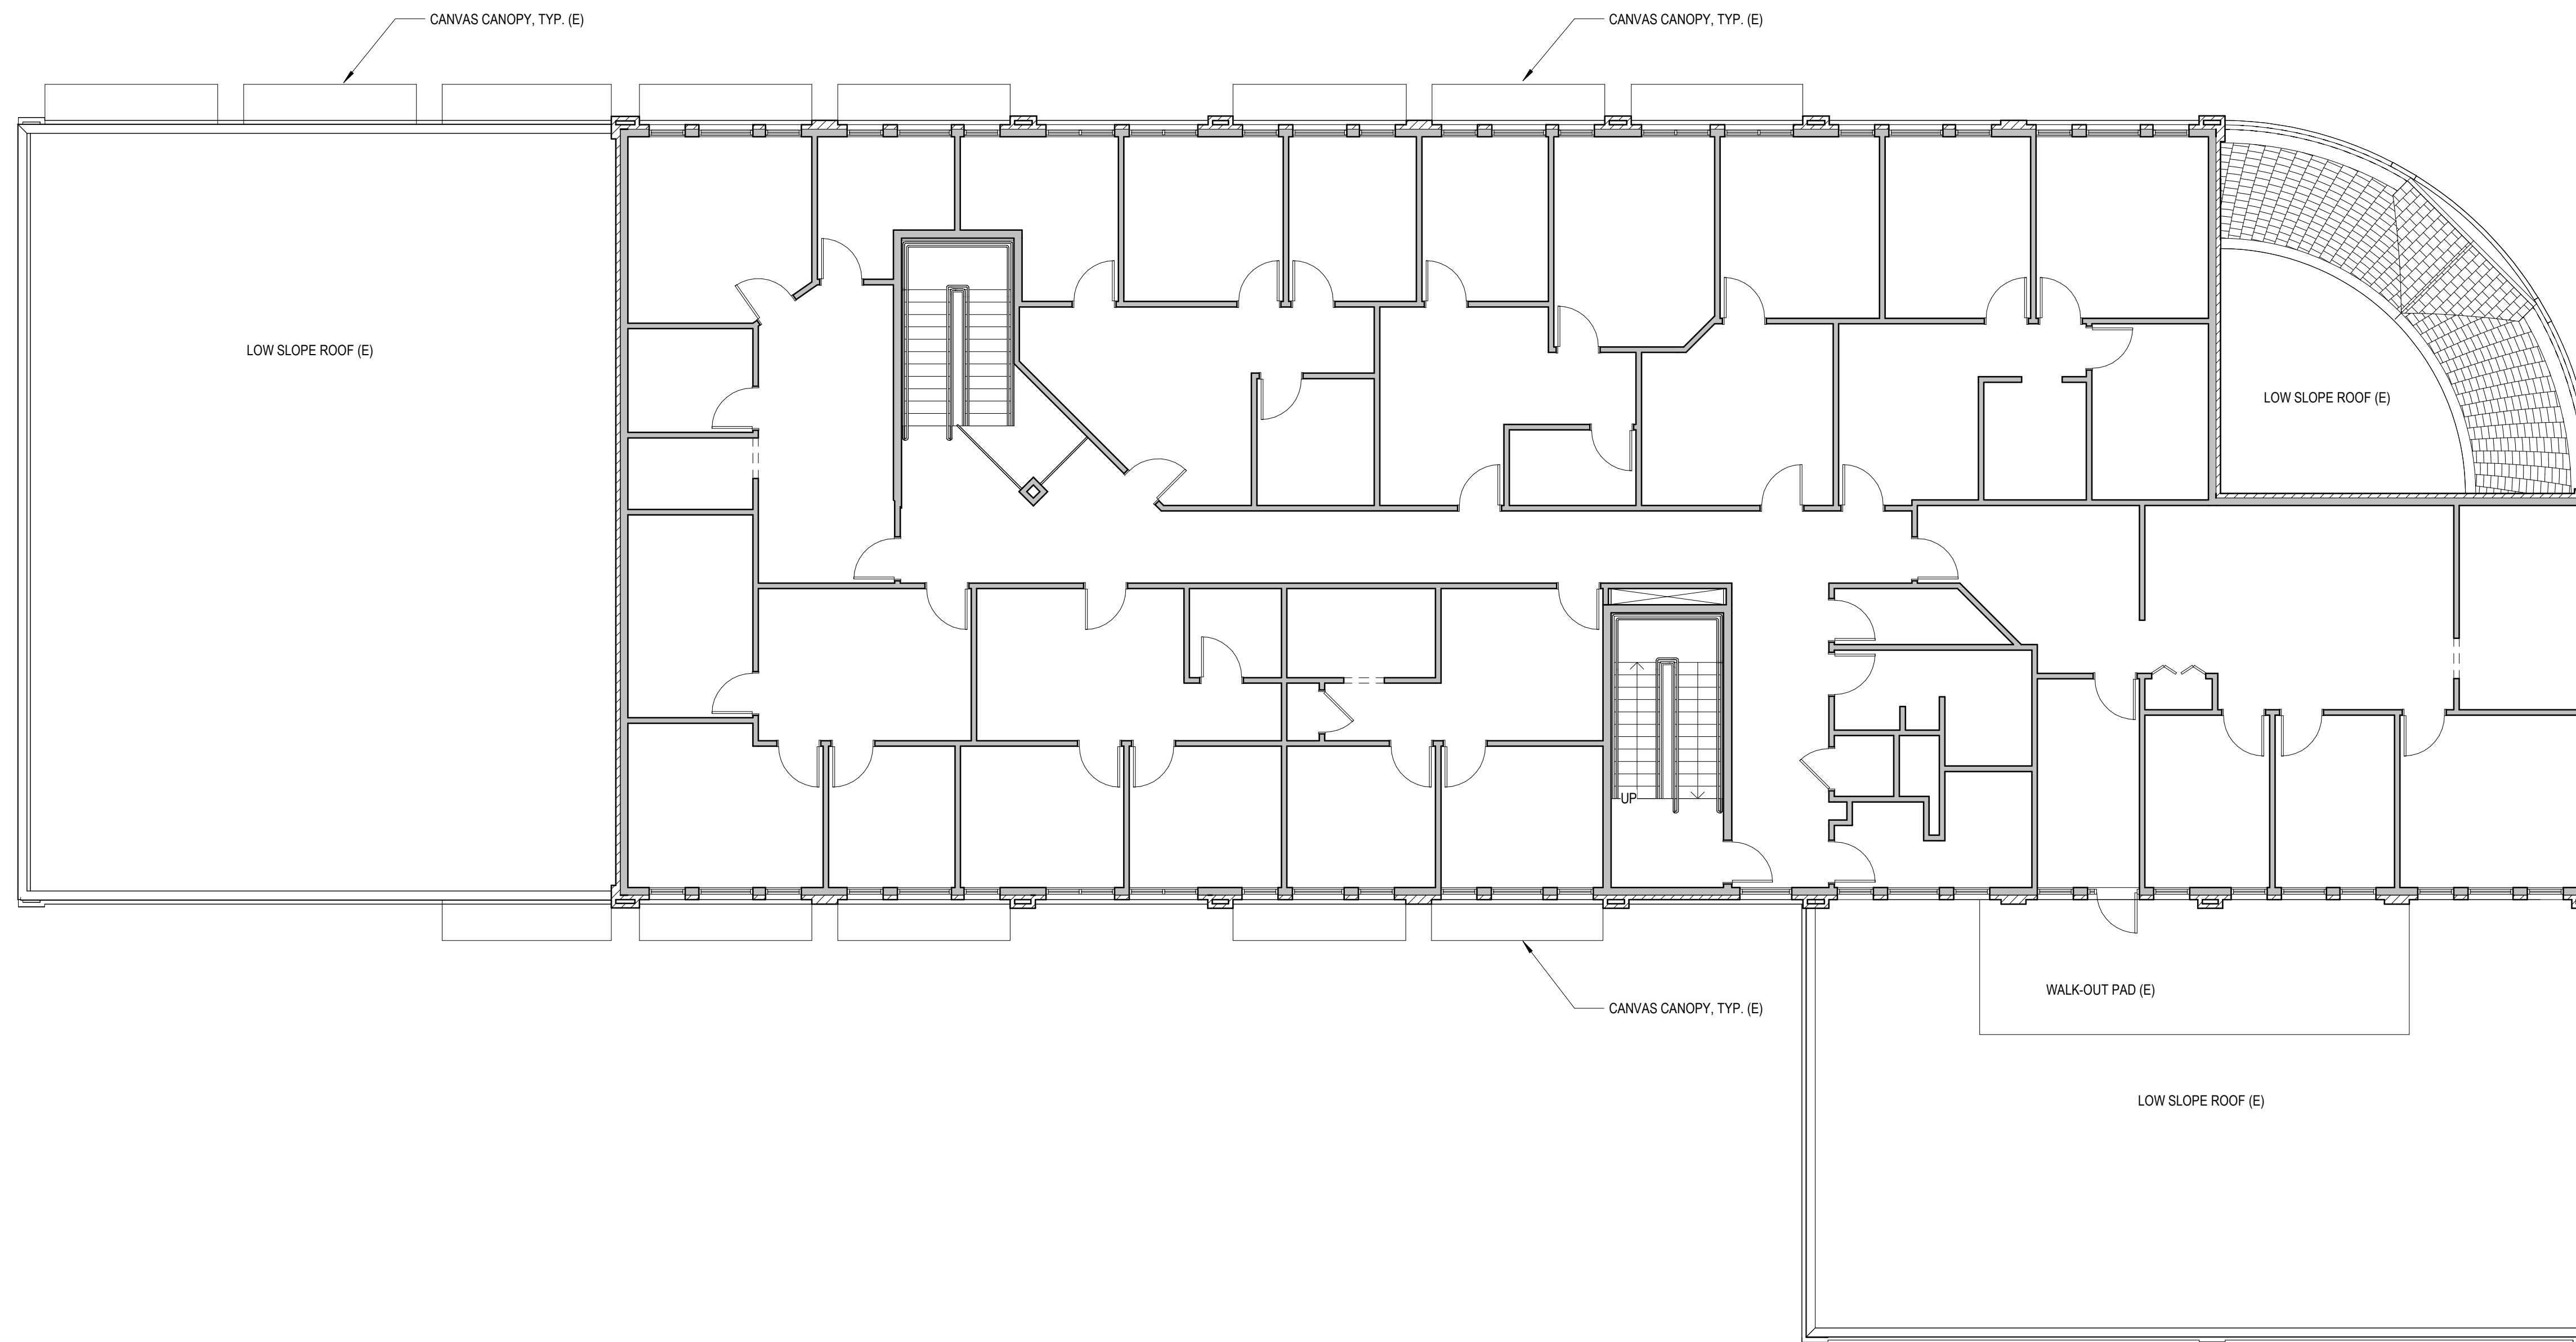 CANVAS CANOPY, TYP. (E)
CANVAS CANOPY, TYP. (E)
LOW SLOPE ROOF (E)
LOW SLOPE ROOF (E)
UP
WALK-OUT PAD (E)
CANVAS CANOPY, TYP. (E)
LOW SLOPE ROOF (E)